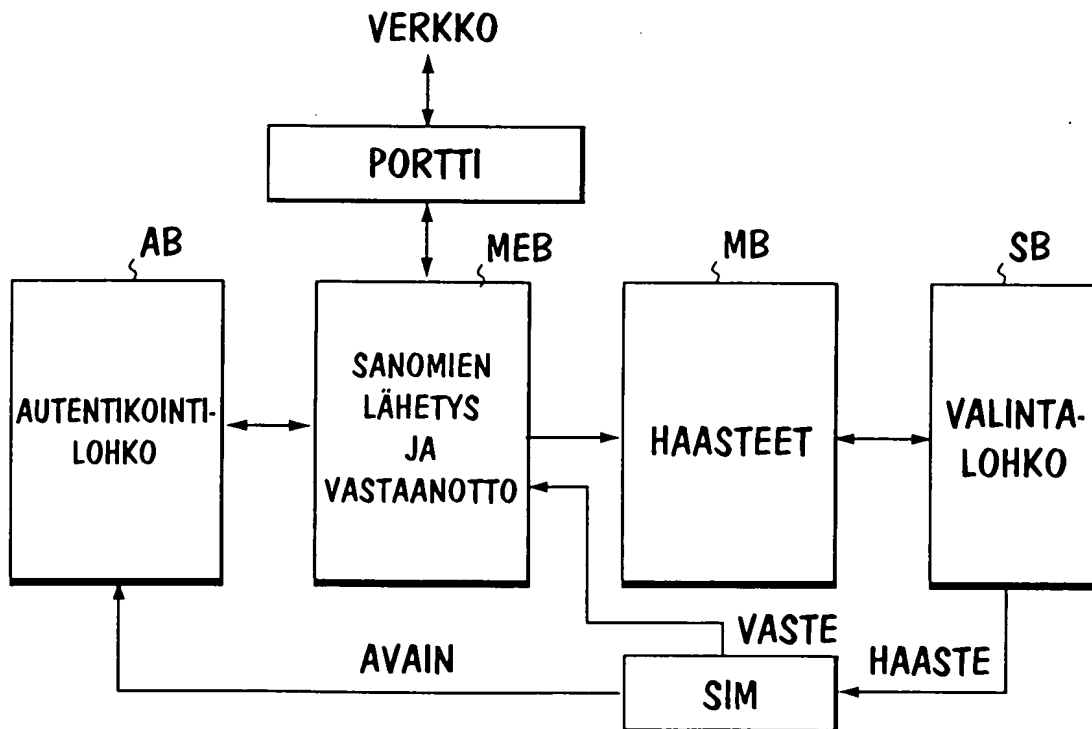 VERKKO
PORTTI
AB
MEB
MB
SB
AUTENTIKOINTI-
LOHKO
SANOMIEN
LÄHETYS
JA
VASTAANOTTO
HAASTEET
VALINTA-
LOHKO
AVAIN
VASTE
HAASTE
SIM